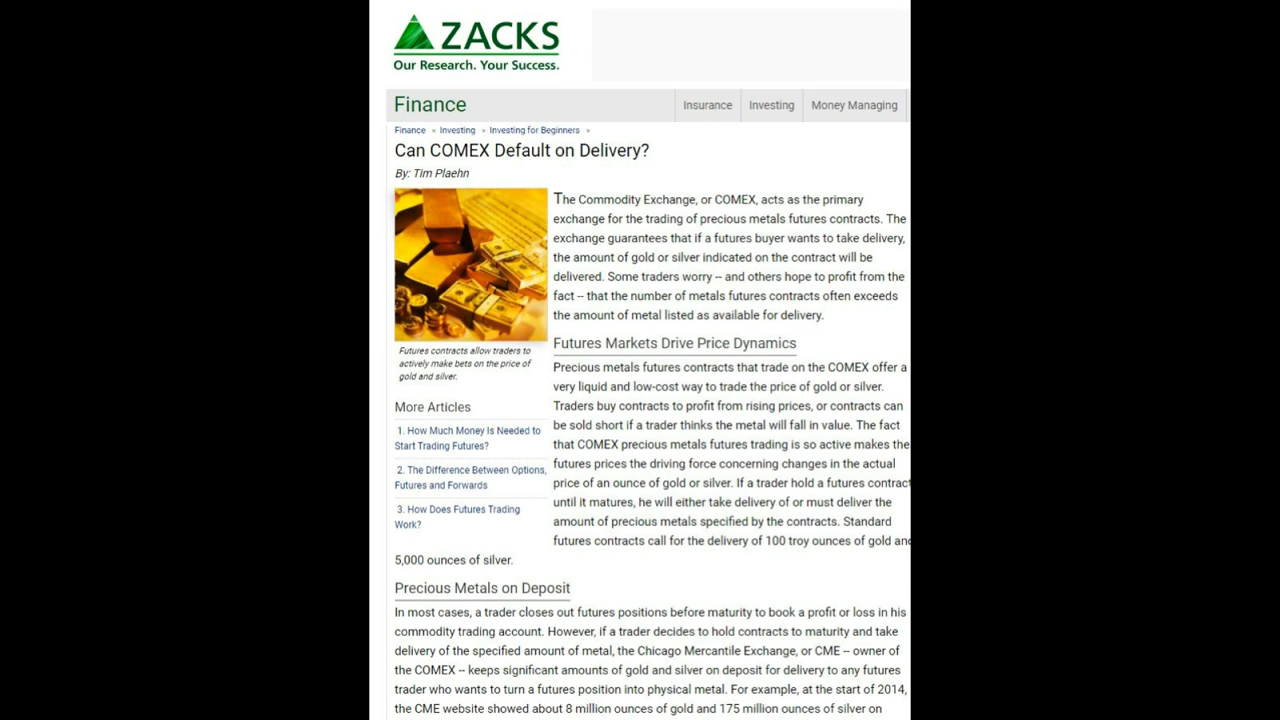 ZACKS
Our Research. Your Success.
Finance
Insurance
Investing
Money Managing
Finance » Investing » Investing for Beginners »
Can COMEX Default on Delivery?
By: Tim Plaehn
The Commodity Exchange, or COMEX, acts as the primary
exchange for the trading of precious metals futures contracts. The
exchange guarantees that if a futures buyer wants to take delivery,
the amount of gold or silver indicated on the contract will be
delivered. Some traders worry -- and others hope to profit from the
fact -- that the number of metals futures contracts often exceeds
the amount of metal listed as available for delivery.
Futures contracts allow traders to
actively make bets on the price of
gold and silver.
More Articles
1. How Much Money Is Needed to
Start Trading Futures?
2. The Difference Between Options,
Futures and Forwards
3. How Does Futures Trading
Work?
Futures Markets Drive Price Dynamics
Precious metals futures contracts that trade on the COMEX offer a
very liquid and low-cost way to trade the price of gold or silver.
Traders buy contracts to profit from rising prices, or contracts can
be sold short if a trader thinks the metal will fall in value. The fact
that COMEX precious metals futures trading is so active makes the
futures prices the driving force concerning changes in the actual
price of an ounce of gold or silver. If a trader hold a futures contract
until it matures, he will either take delivery of or must deliver the
amount of precious metals specified by the contracts. Standard
futures contracts call for the delivery of 100 troy ounces of gold and
5,000 ounces of silver.
Precious Metals on Deposit
In most cases, a trader closes out futures positions before maturity to book a profit or loss in his
commodity trading account. However, if a trader decides to hold contracts to maturity and take
delivery of the specified amount of metal, the Chicago Mercantile Exchange, or CME -- owner of
the COMEX -- keeps significant amounts of gold and silver on deposit for delivery to any futures
trader who wants to turn a futures position into physical metal. For example, at the start of 2014,
the CME website showed about 8 million ounces of gold and 175 million ounces of silver on